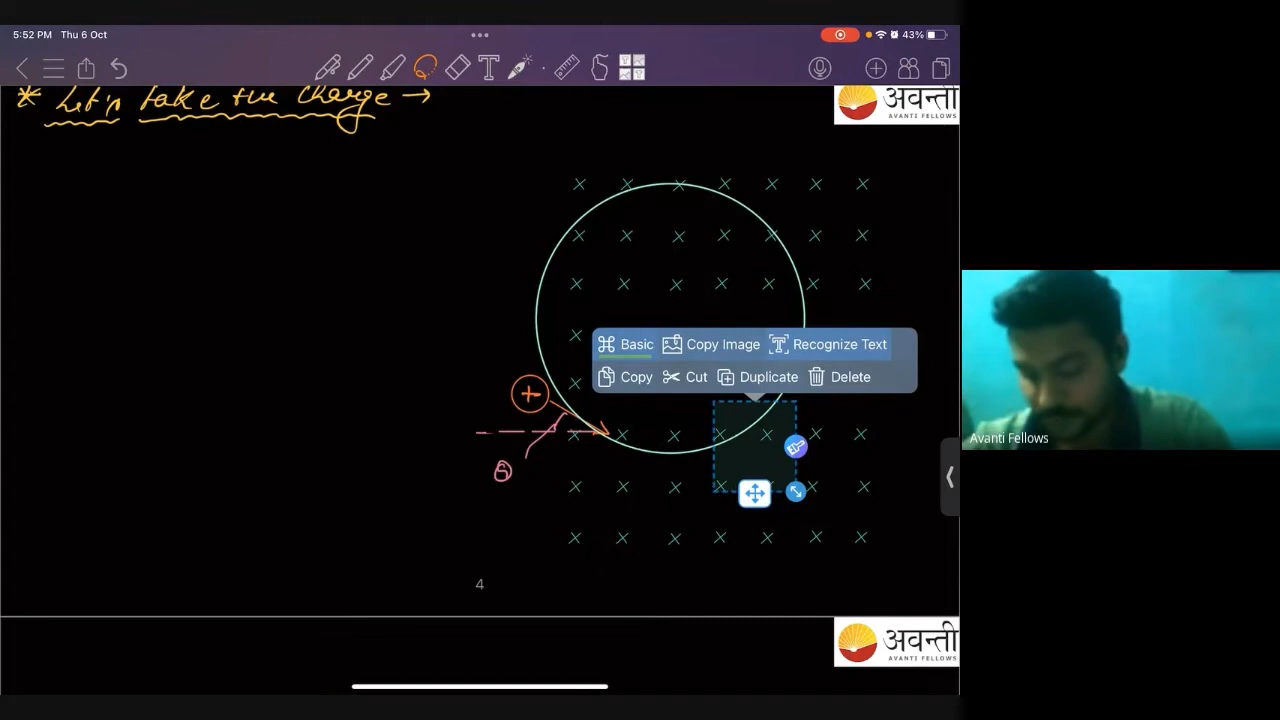 5:52 PM Thu 6 Oct
43%
* Let's take the Charge →
अवन्ती
AVANTI FELLOWS
× × × × × × ×
× × × × × × ×
× × × × × × ×
×
Basic Copy Image Recognize Text
Copy Cut Duplicate Delete
×
+
× × × × × × ×
θ
× × × × × ×
× × × × × × ×
4
Avanti Fellows
अवन्ती
AVANTI FELLOWS